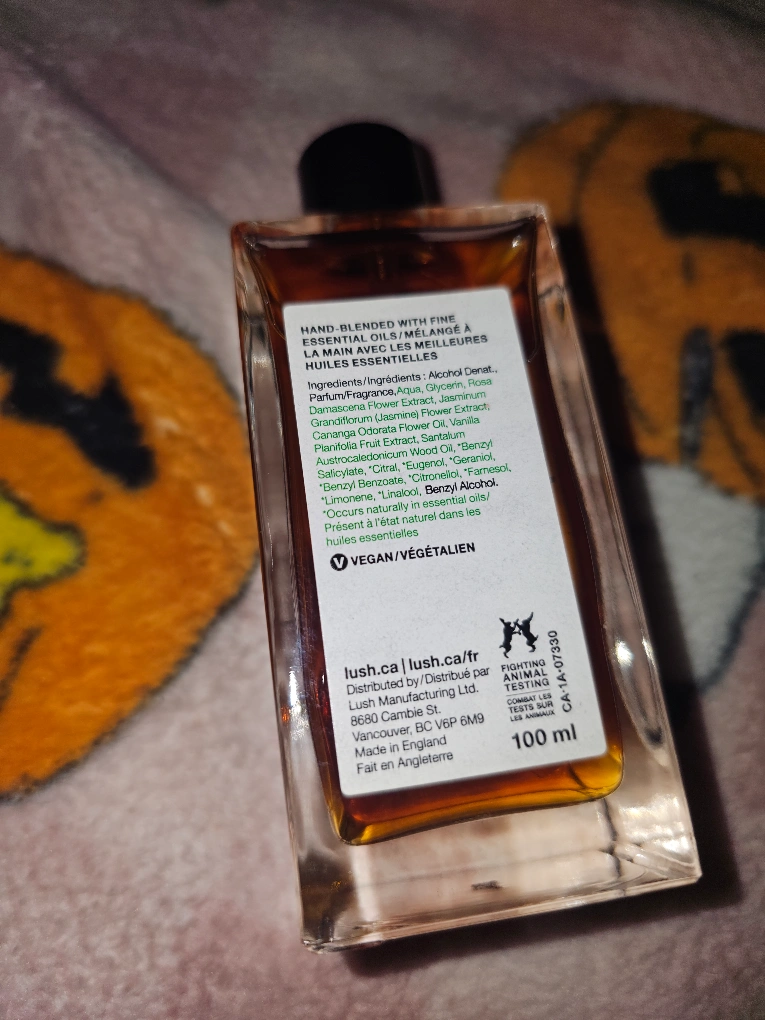 HAND-BLENDED WITH FINE
ESSENTIAL OILS/MÉLANGÉ À
LA MAIN AVEC LES MEILLEURES
HUILES ESSENTIELLES
Ingredients/Ingrédients : Alcohol Denat.,
Parfum/Fragrance,Aqua, Glycerin, Rosa
Damascena Flower Extract, Jasminum
Grandiflorum (Jasmine) Flower Extract,
Cananga Odorata Flower Oil, Vanilla
Planifolia Fruit Extract, Santalum
Austrocaledonicum Wood Oil, *Benzyl
Salicylate, *Citral, *Eugenol, *Geraniol,
*Benzyl Benzoate, *Citronellol, *Farnesol,
*Limonene, *Linalool, Benzyl Alcohol.
*Occurs naturally in essential oils/
Présent à l'état naturel dans les
huiles essentielles
V VEGAN/VÉGÉTALIEN
lush.ca | lush.ca/fr
Distributed by/Distribué par
Lush Manufacturing Ltd.
8680 Cambie St.
Vancouver, BC V6P 6M9
Made in England
Fait en Angleterre
FIGHTING
ANIMAL
TESTING
COMBAT LES
TESTS SUR
LES ANIMAUX
CA-1A-07330
100 ml